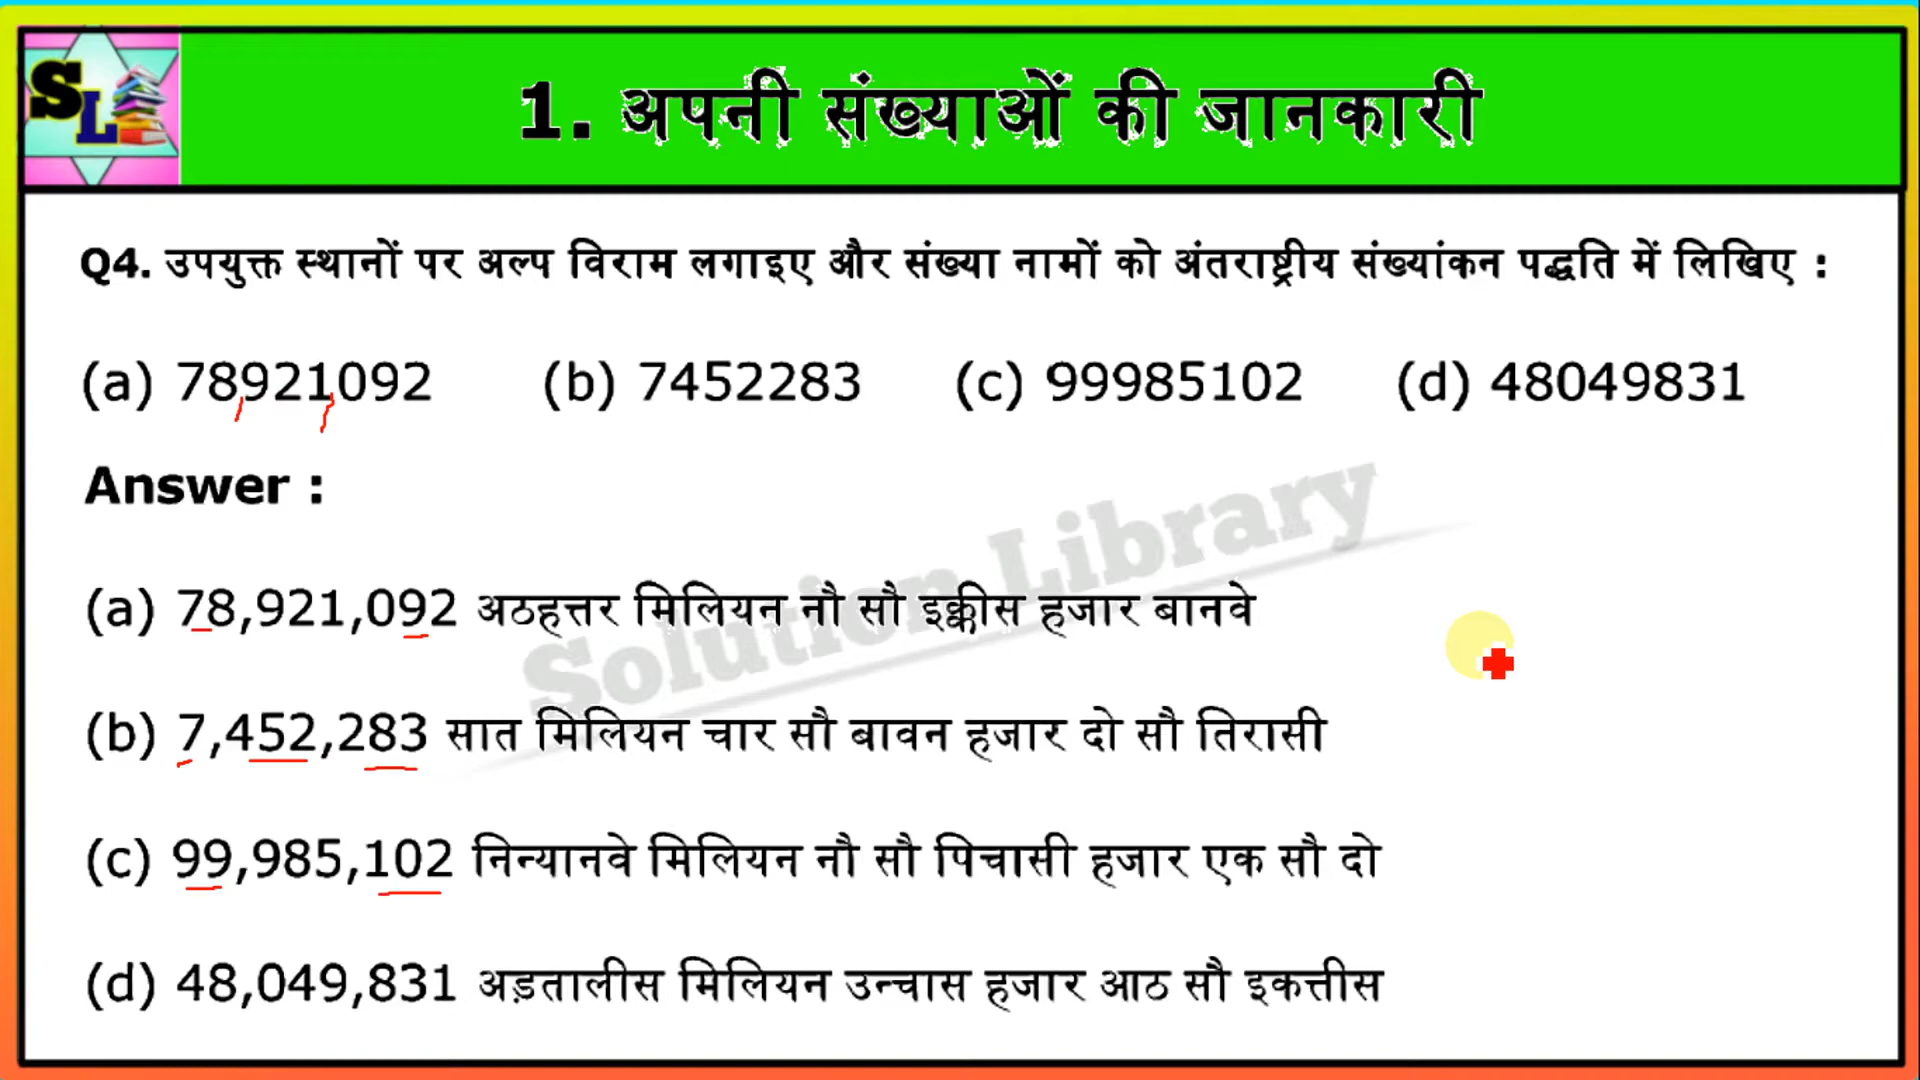 SL
1. अपनी संख्याओं की जानकारी
Q4. उपयुक्त स्थानों पर अल्प विराम लगाइए और संख्या नामों को अंतराष्ट्रीय संख्यांकन पद्धति में लिखिए :
(a) 78921092 (b) 7452283 (c) 99985102 (d) 48049831
Answer :
Solution Library
(a) 78,921,092 अठहत्तर मिलियन नौ सौ इक्कीस हजार बानवे
(b) 7,452,283 सात मिलियन चार सौ बावन हजार दो सौ तिरासी
(c) 99,985,102 निन्यानवे मिलियन नौ सौ पिचासी हजार एक सौ दो
(d) 48,049,831 अड़तालीस मिलियन उन्चास हजार आठ सौ इकत्तीस